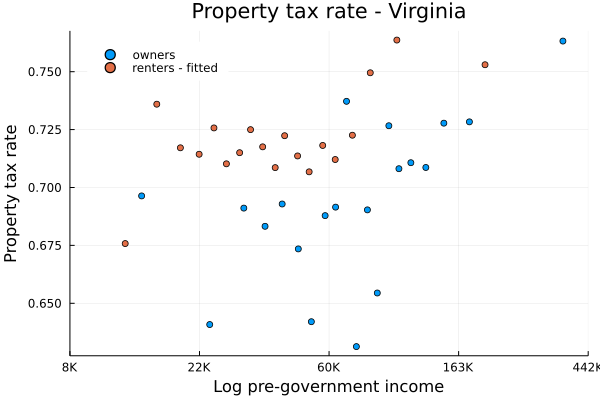 Property tax rate - Virginia
owners
renters - fitted
0.750
0.725
0.700
0.675
0.650
Property tax rate
8K 22K 60K 163K 442K
Log pre-government income